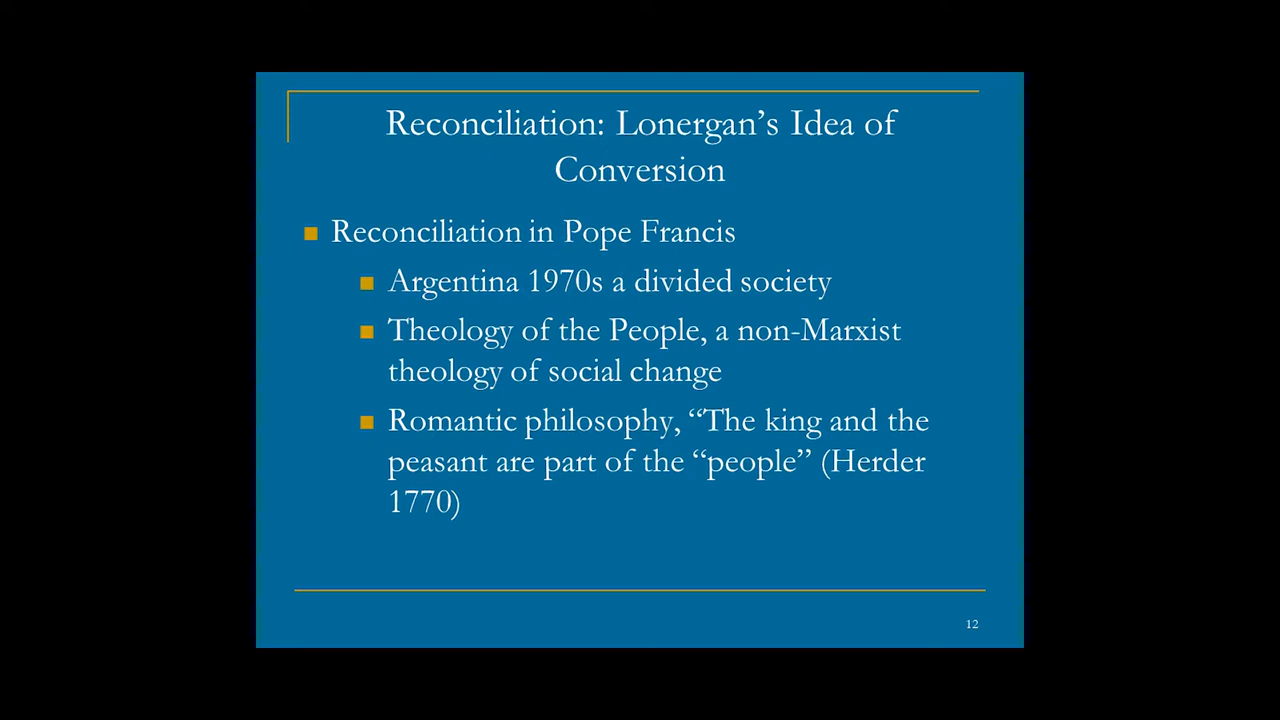 Reconciliation: Lonergan’s Idea of
Conversion
Reconciliation in Pope Francis
Argentina 1970s a divided society
Theology of the People, a non-Marxist
theology of social change
Romantic philosophy, “The king and the
peasant are part of the “people” (Herder
1770)
12